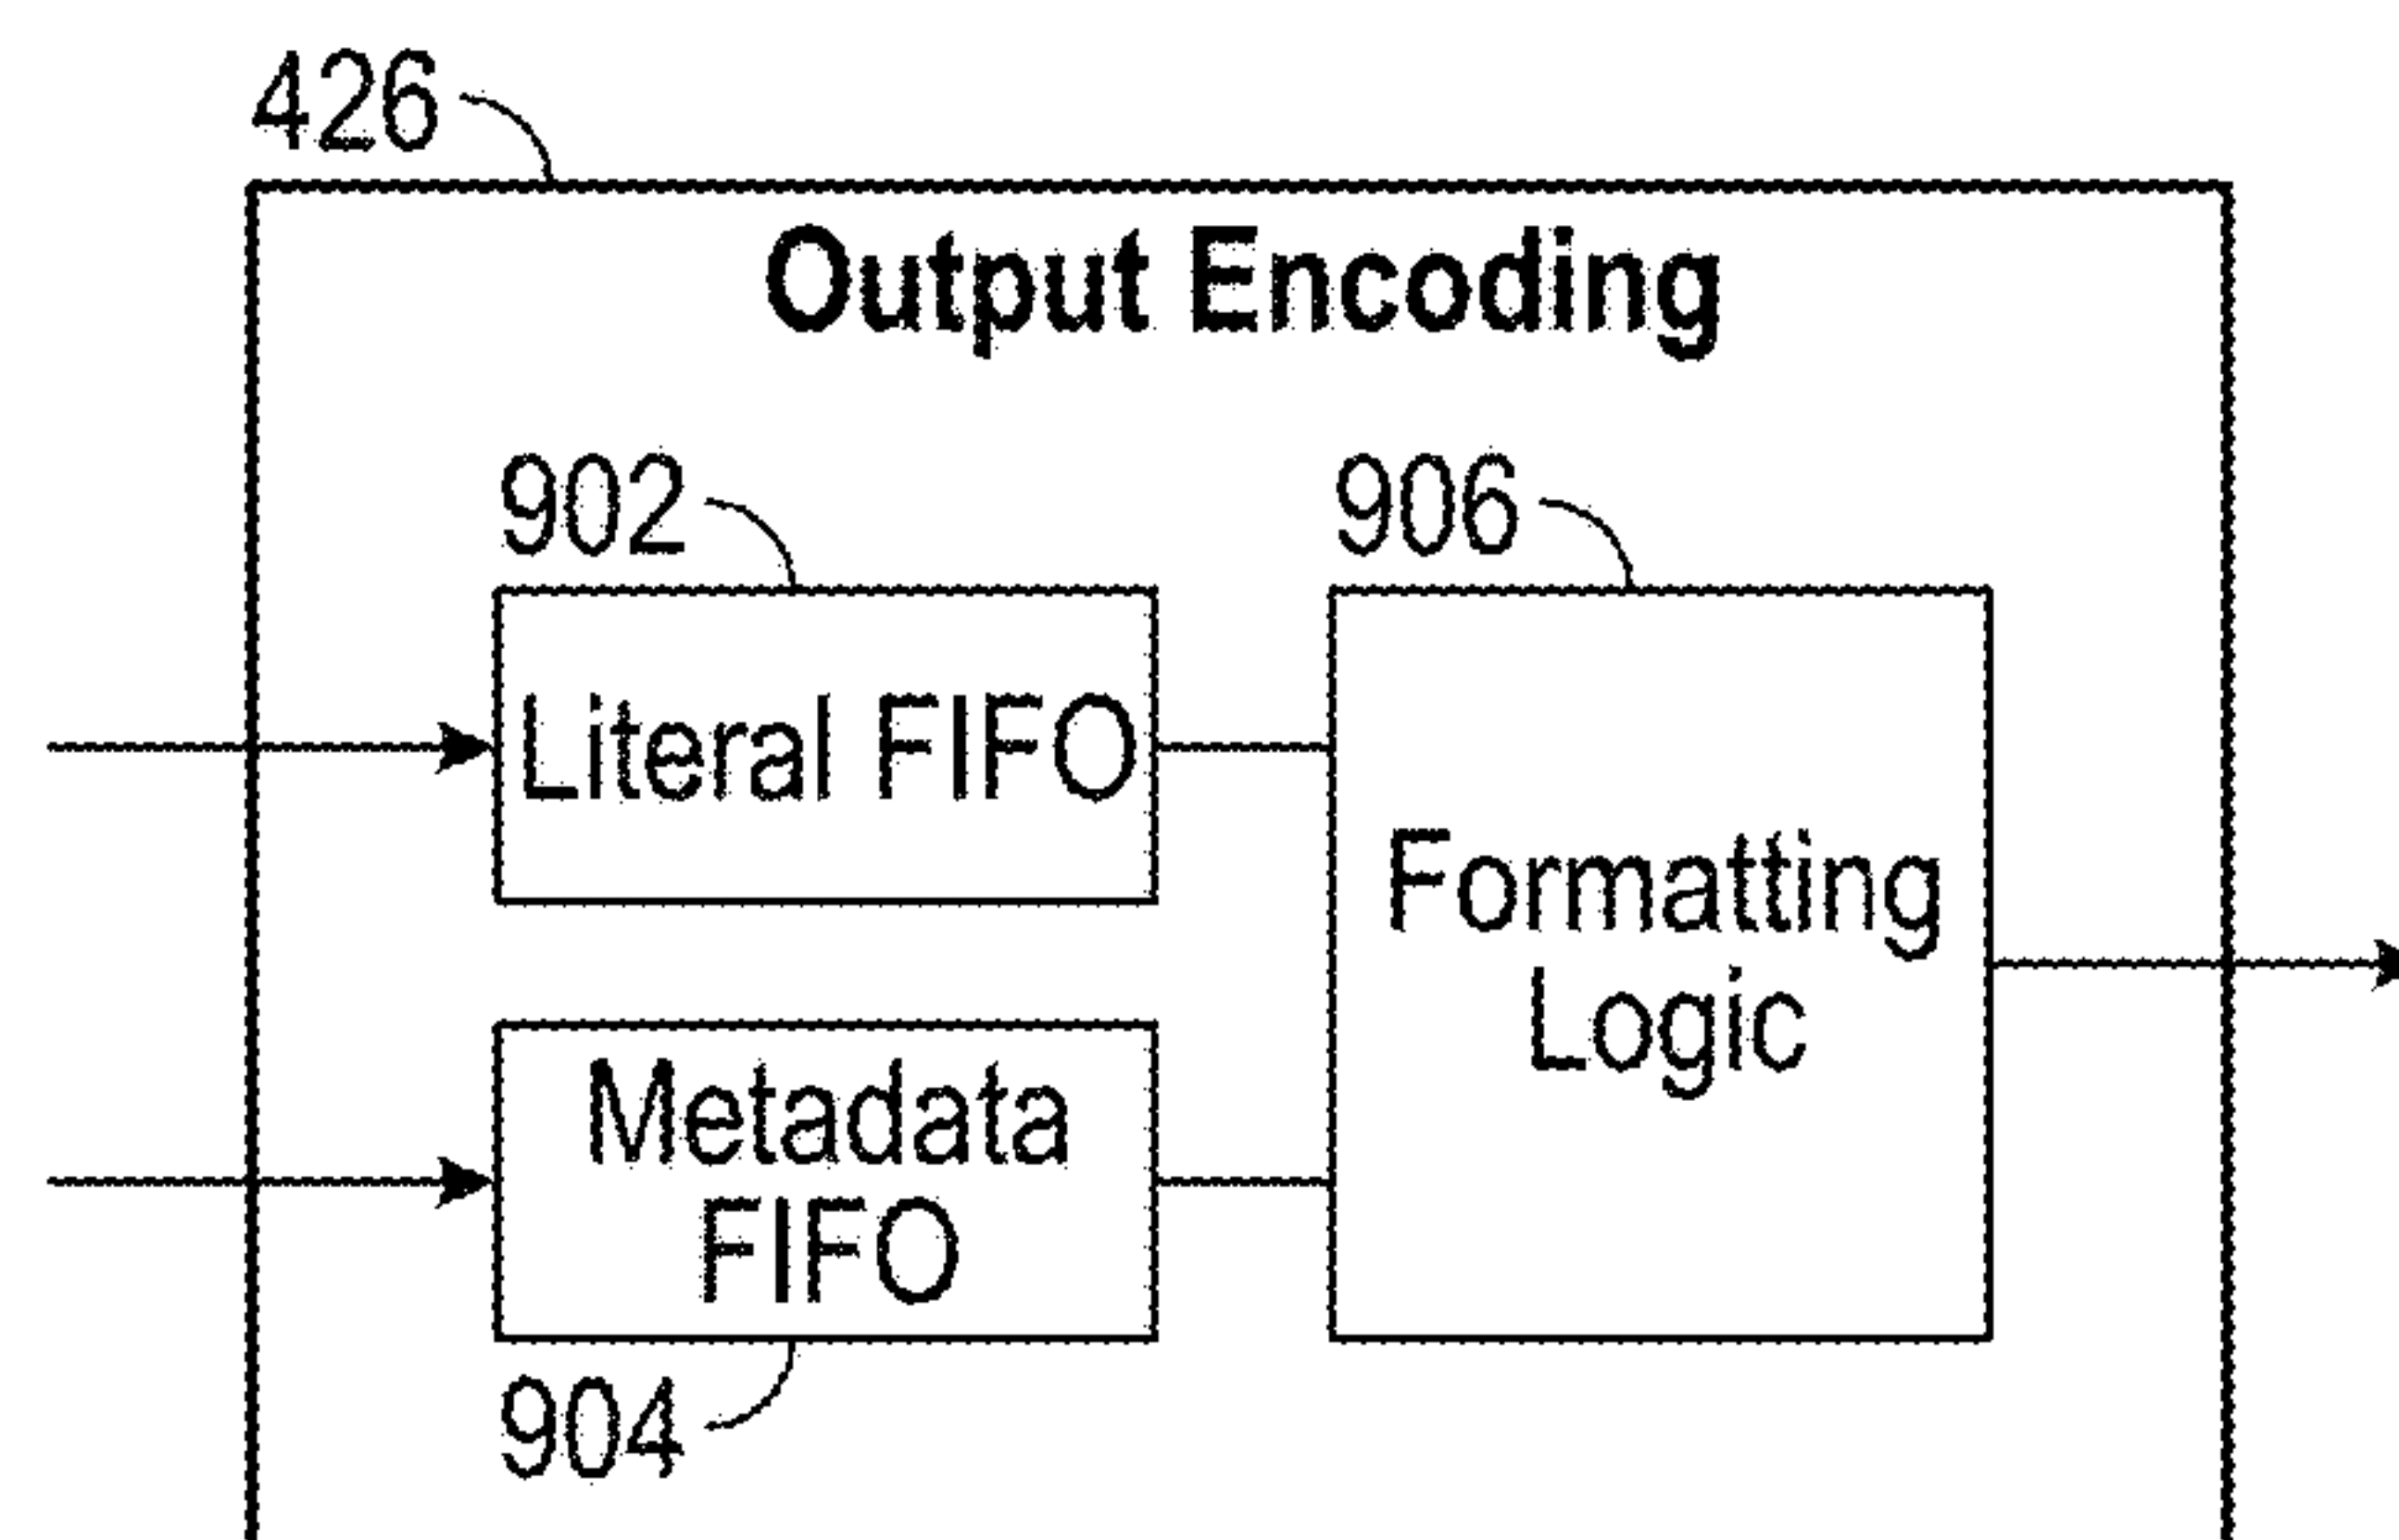 426
Output Encoding
902
906
Literal FIFO
Formatting
Logic
Metadata
FIFO
904